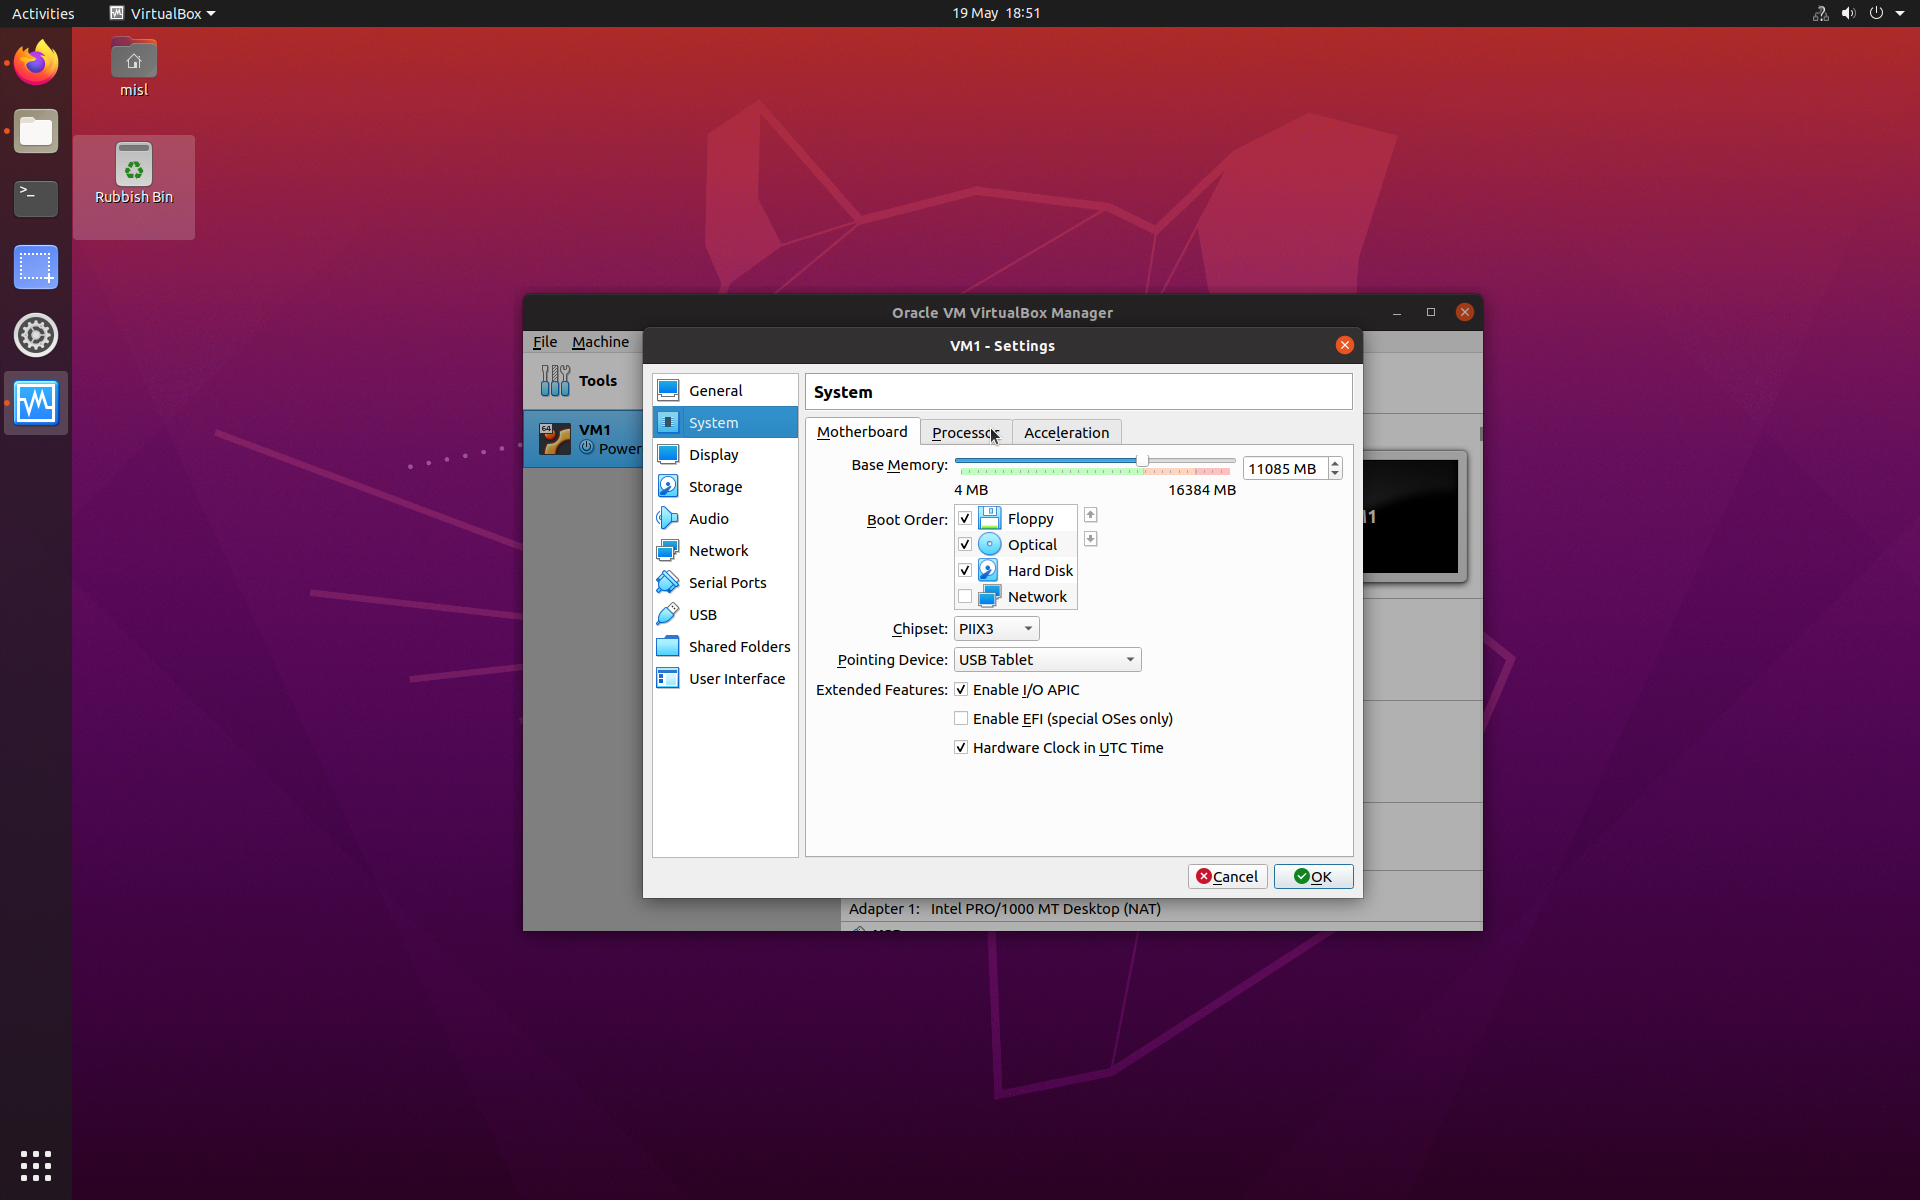 Activities VirtualBox 19 May 18:51
misl
Rubbish Bin
Oracle VM VirtualBox Manager
File Machine
Tools
64 VM1
Power
VM1 - Settings
General
System
Display
Storage
Audio
Network
Serial Ports
USB
Shared Folders
User Interface
System
Motherboard Processor Acceleration
Base Memory: 11085 MB
4 MB 16384 MB
Boot Order: Floppy
Optical
Hard Disk
Network
Chipset: PIIX3
Pointing Device: USB Tablet
Extended Features: Enable I/O APIC
Enable EFI (special OSes only)
Hardware Clock in UTC Time
Cancel OK
Adapter 1: Intel PRO/1000 MT Desktop (NAT)